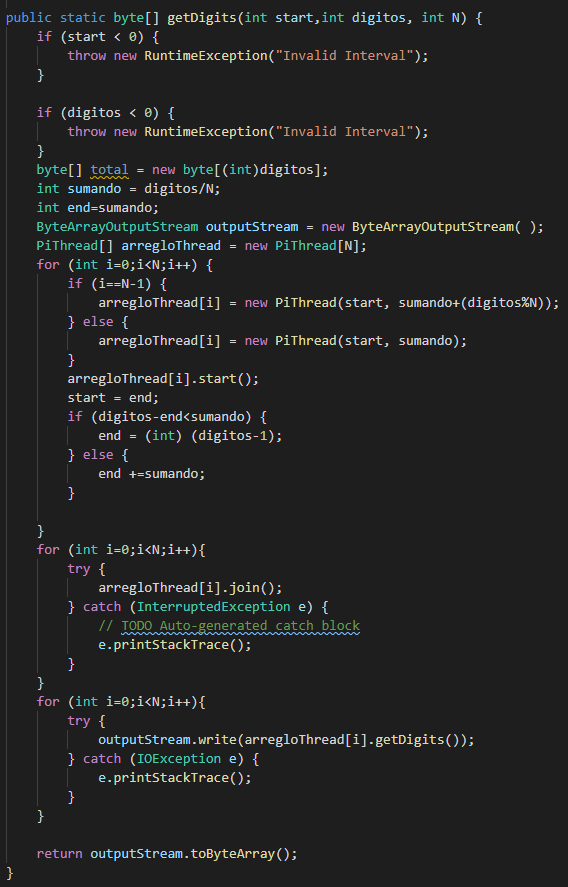 public static byte[] getDigits(int start,int digitos, int N) {
    if (start < 0) {
        throw new RuntimeException("Invalid Interval");
    }

    if (digitos < 0) {
        throw new RuntimeException("Invalid Interval");
    }
    byte[] total = new byte[(int)digitos];
    int sumando = digitos/N;
    int end=sumando;
    ByteArrayOutputStream outputStream = new ByteArrayOutputStream( );
    PiThread[] arregloThread = new PiThread[N];
    for (int i=0;i<N;i++) {
        if (i==N-1) {
            arregloThread[i] = new PiThread(start, sumando+(digitos%N));
        } else {
            arregloThread[i] = new PiThread(start, sumando);
        }
        arregloThread[i].start();
        start = end;
        if (digitos-end<sumando) {
            end = (int) (digitos-1);
        } else {
            end +=sumando;
        }

    }
    for (int i=0;i<N;i++){
        try {
            arregloThread[i].join();
        } catch (InterruptedException e) {
            // TODO Auto-generated catch block
            e.printStackTrace();
        }
    }
    for (int i=0;i<N;i++){
        try {
            outputStream.write(arregloThread[i].getDigits());
        } catch (IOException e) {
            e.printStackTrace();
        }
    }

    return outputStream.toByteArray();
}